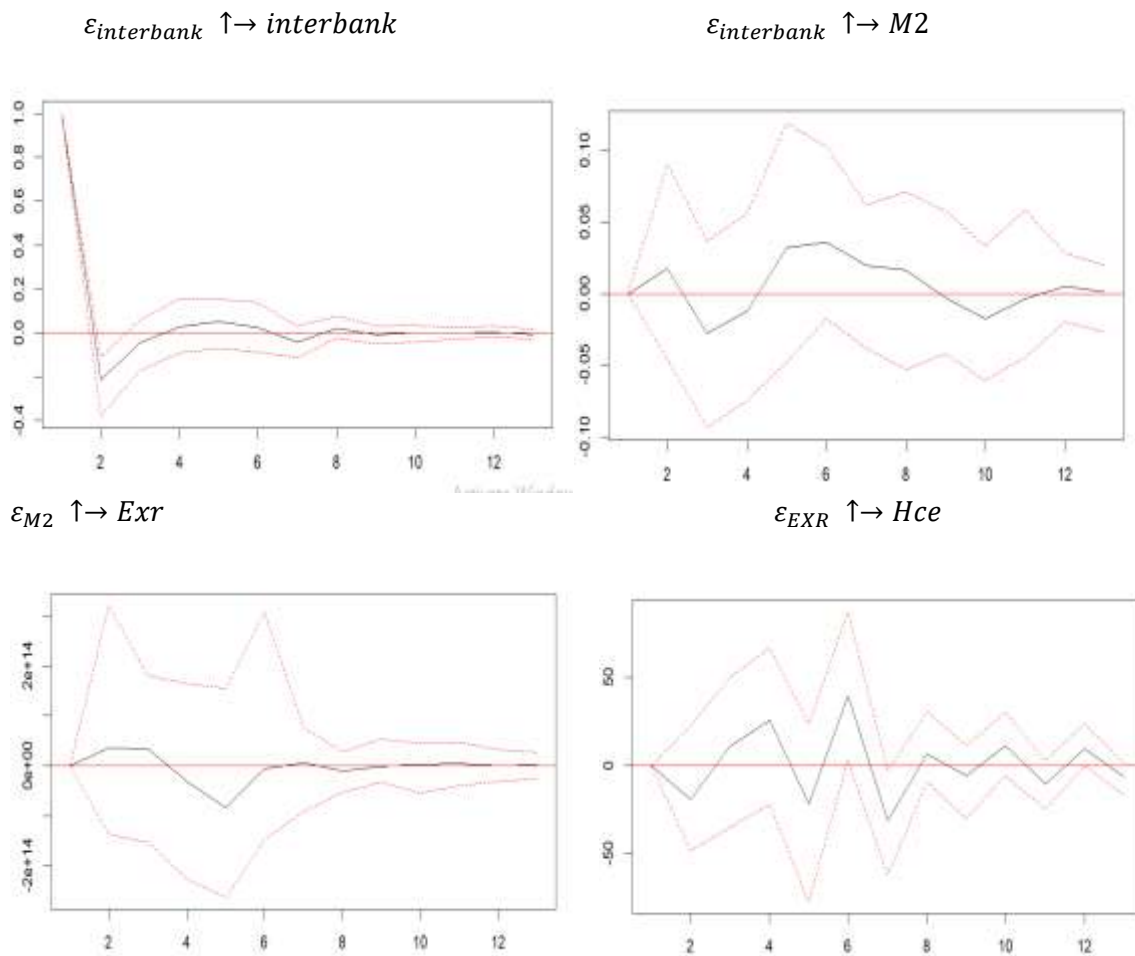 ε_interbank ↑→ interbank
ε_interbank ↑→ M2
1.0
0.8
0.6
0.4
0.2
0.0
-0.4
2 4 6 8 10 12
0.10
0.05
0.00
-0.05
-0.10
2 4 6 8 10 12
ε_M2 ↑→ Exr
ε_EXR ↑→ Hce
2e+14
0e+00
-2e+14
2 4 6 8 10 12
50
0
-50
2 4 6 8 10 12